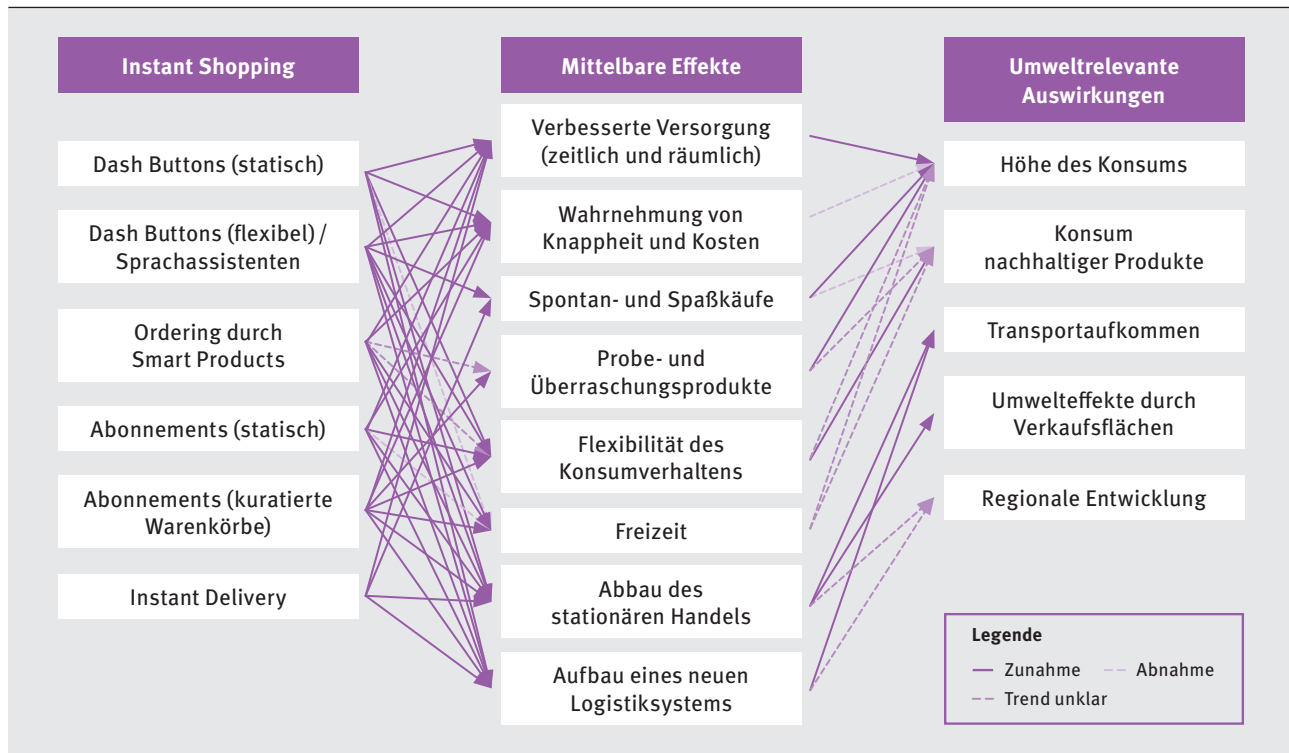 Instant Shopping
Dash Buttons (statisch)
Dash Buttons (flexibel) /
Sprachassistenten
Ordering durch
Smart Products
Abonnements (statisch)
Abonnements (kuratierte
Warenkörbe)
Instant Delivery
Mittelbare Effekte
Verbesserte Versorgung
(zeitlich und räumlich)
Wahrnehmung von
Knappheit und Kosten
Spontan- und Spaßkäufe
Probe- und
Überraschungsprodukte
Flexibilität des
Konsumverhaltens
Freizeit
Abbau des
stationären Handels
Aufbau eines neuen
Logistiksystems
Umweltrelevante
Auswirkungen
Höhe des Konsums
Konsum
nachhaltiger Produkte
Transportaufkommen
Umwelteffekte durch
Verkaufsflächen
Regionale Entwicklung
Legende
Zunahme
Abnahme
Trend unklar